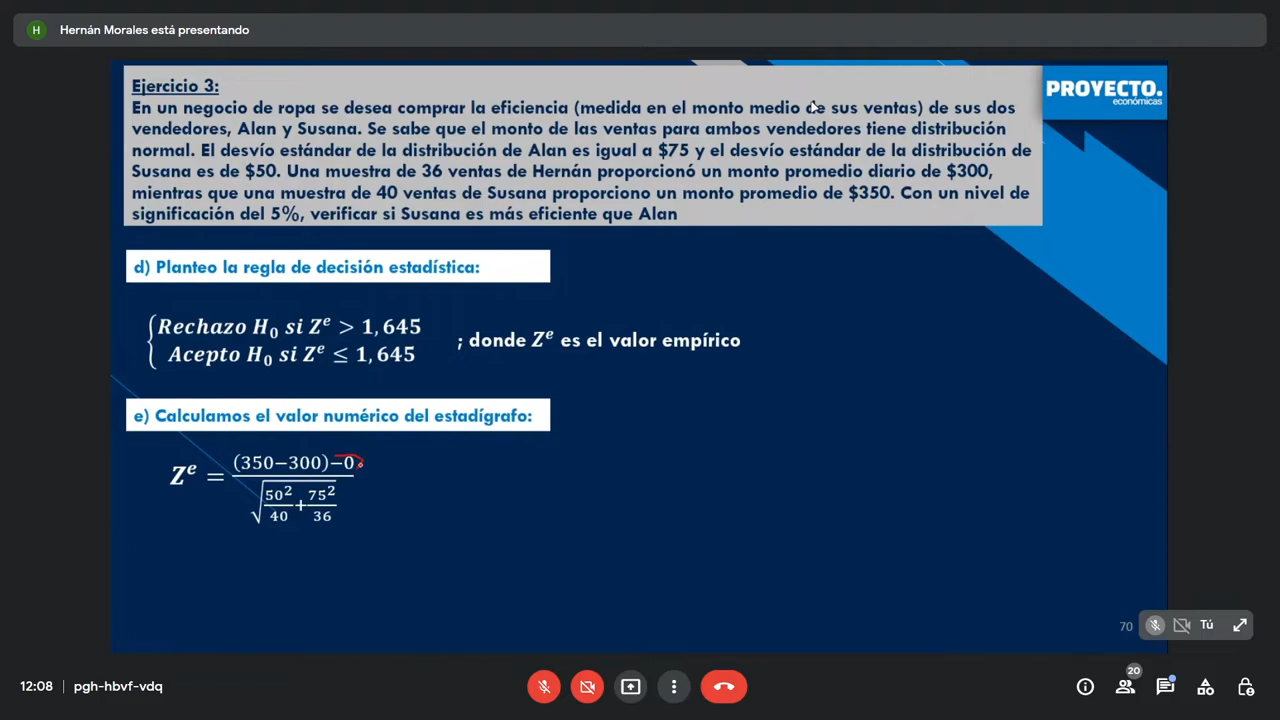 H Hernán Morales está presentando
Ejercicio 3:
En un negocio de ropa se desea comprar la eficiencia (medida en el monto medio de sus ventas) de sus dos
vendedores, Alan y Susana. Se sabe que el monto de las ventas para ambos vendedores tiene distribución
normal. El desvío estándar de la distribución de Alan es igual a $75 y el desvío estándar de la distribución de
Susana es de $50. Una muestra de 36 ventas de Hernán proporcionó un monto promedio diario de $300,
mientras que una muestra de 40 ventas de Susana proporciono un monto promedio de $350. Con un nivel de
significación del 5%, verificar si Susana es más eficiente que Alan
PROYECTO.
económicas
d) Planteo la regla de decisión estadística:
{Rechazo H₀ si Zᵉ > 1,645
Acepto H₀ si Zᵉ ≤ 1,645
; donde Zᵉ es el valor empírico
e) Calculamos el valor numérico del estadígrafo:
Zᵉ = (350−300)−0
√ 50²/40 + 75²/36
70
Tú
12:08 | pgh-hbvf-vdq
20